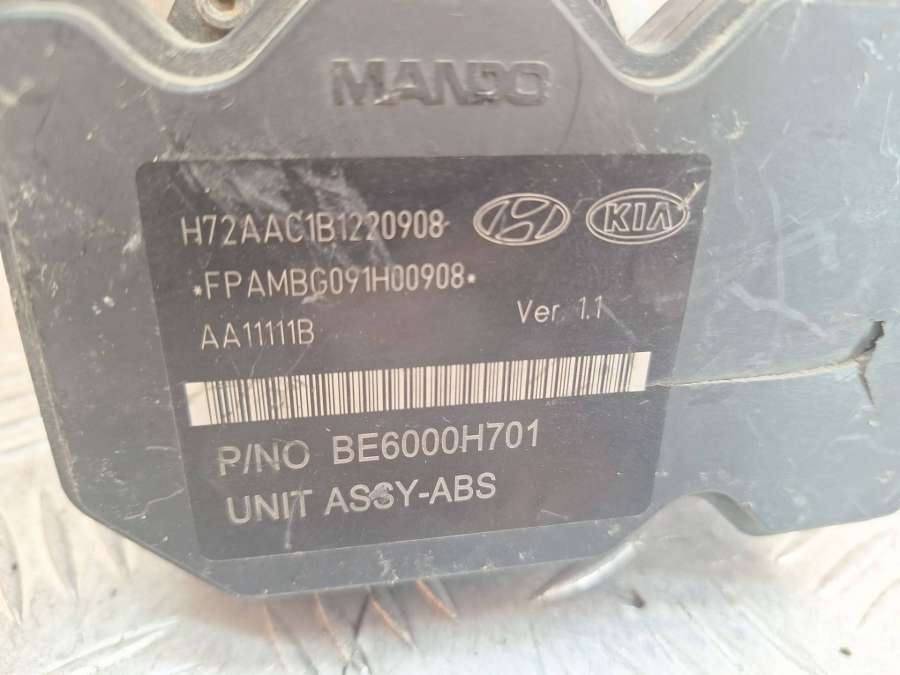 MANDO
H72AAC1B1220908
KIA
*FPAMBG091H00908*
Ver 1.1
AA11111B
P/NO BE6000H701
UNIT ASSY-ABS